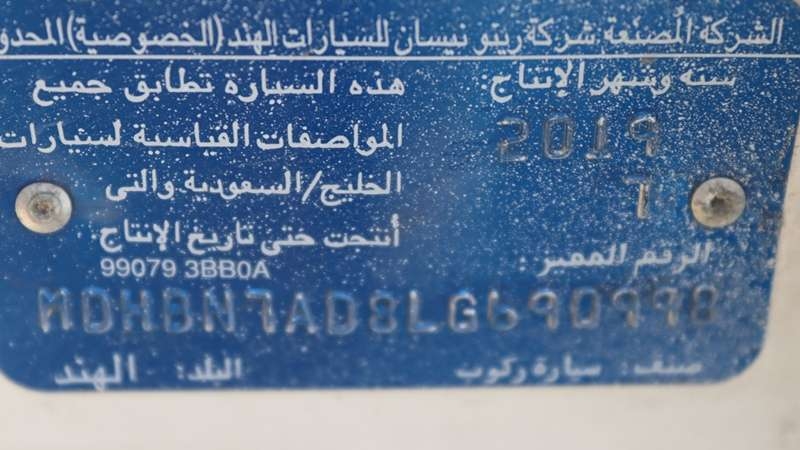 الشركة المصنعة شركة رينو نيسان للسيارات الهند (الخصوصية) المحدو
سنة وشهر الإنتاج:
2019
7
هذه السيارة تطابق جميع
المواصفات القياسية لسيارات
الخليج/السعودية والتى
أنتجت حتى تاريخ الإنتاج
99079 3BB0A
الرقم المميز:
MDHBN7AD8LG690998
صنف: سيارة ركوب
البلد: الهند